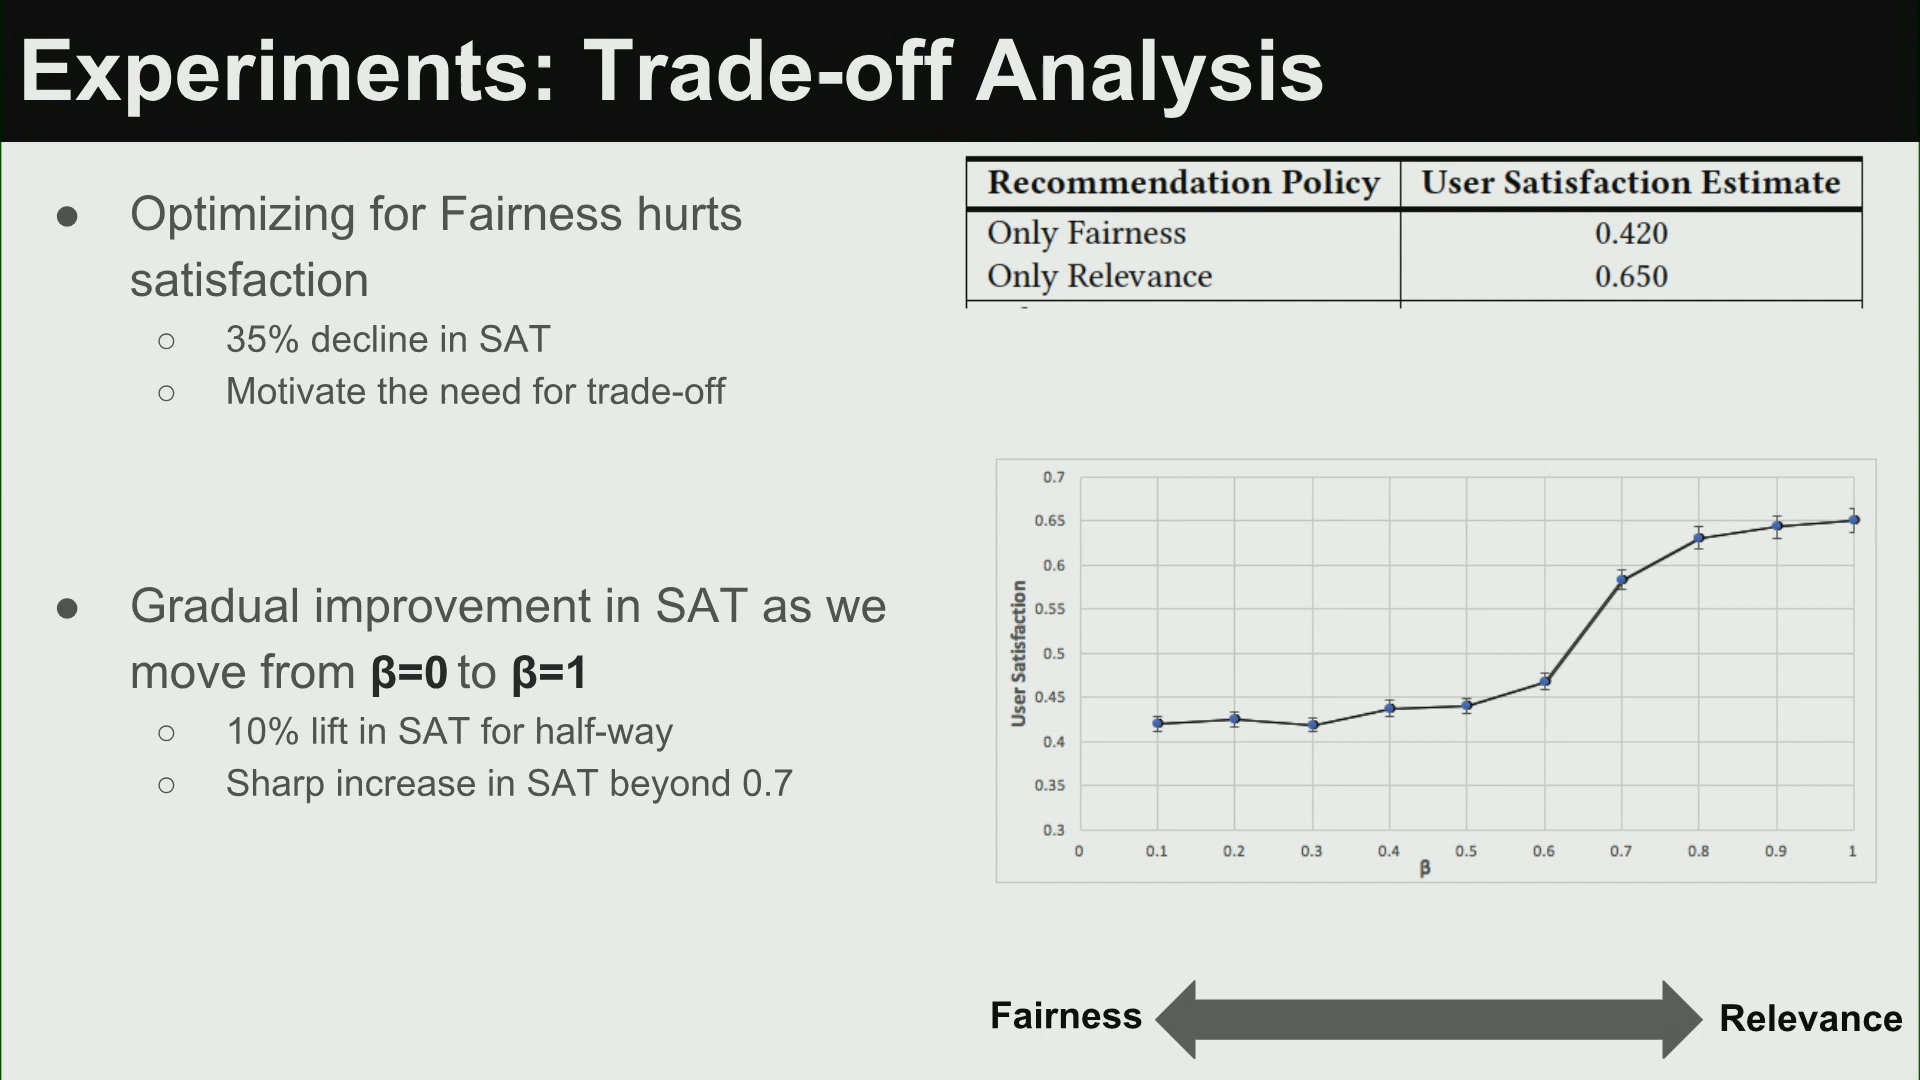 Experiments: Trade-off Analysis
● Optimizing for Fairness hurts
satisfaction
○ 35% decline in SAT
○ Motivate the need for trade-off
● Gradual improvement in SAT as we
move from β=0 to β=1
○ 10% lift in SAT for half-way
○ Sharp increase in SAT beyond 0.7
Recommendation Policy User Satisfaction Estimate
Only Fairness 0.420
Only Relevance 0.650
User Satisfaction
0.7
0.65
0.6
0.55
0.5
0.45
0.4
0.35
0.3
0 0.1 0.2 0.3 0.4 0.5 0.6 0.7 0.8 0.9 1
β
Fairness Relevance